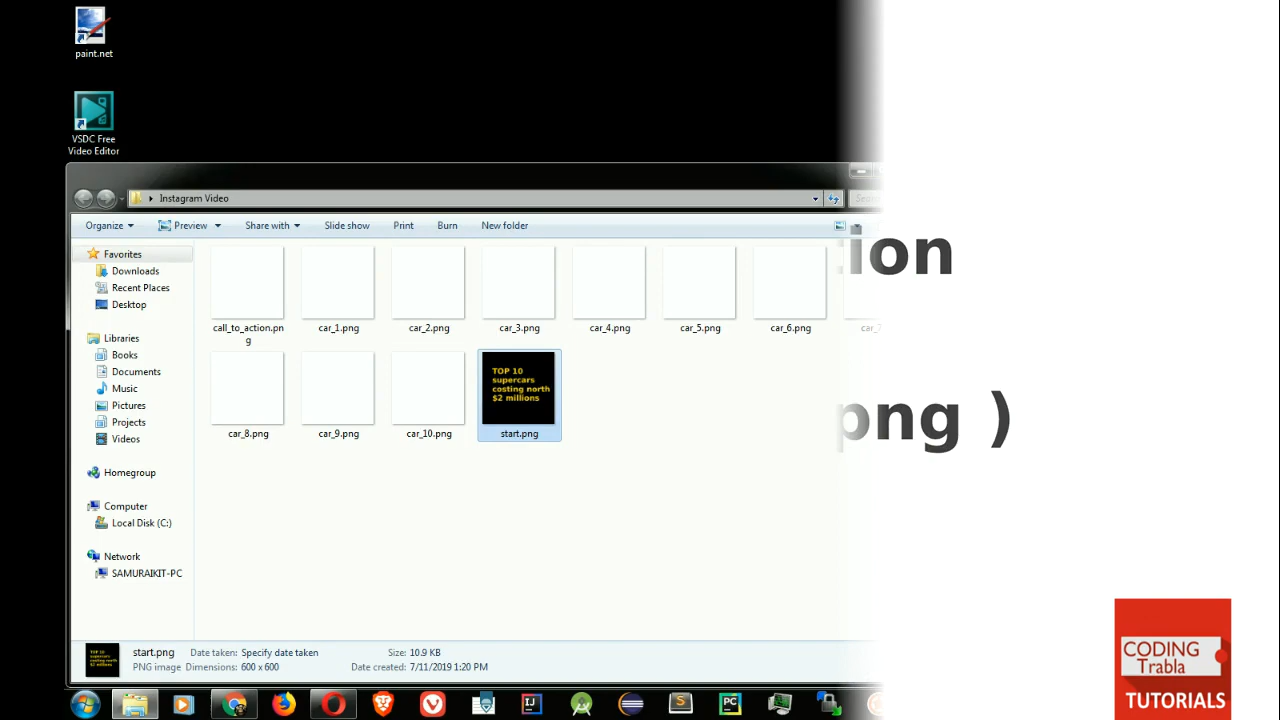 paint.net
VSDC Free
Video Editor
Instagram Video
Organize Preview Share with Slide show Print Burn New folder
Favorites
Downloads
Recent Places
Desktop
Libraries
Books
Documents
Music
Pictures
Projects
Videos
Homegroup
Computer
Local Disk (C:)
Network
SAMURAIKIT-PC
call_to_action.pn
g
car_1.png
car_2.png
car_3.png
car_4.png
car_5.png
car_6.png
car_8.png
car_9.png
car_10.png
TOP 10
supercars
costing north
$2 millions
start.png
ion
png )
start.png Date taken: Specify date taken Size: 10.9 KB
PNG image Dimensions: 600 x 600 Date created: 7/11/2019 1:20 PM
IJ
S
PC
CODING
Trabla
TUTORIALS